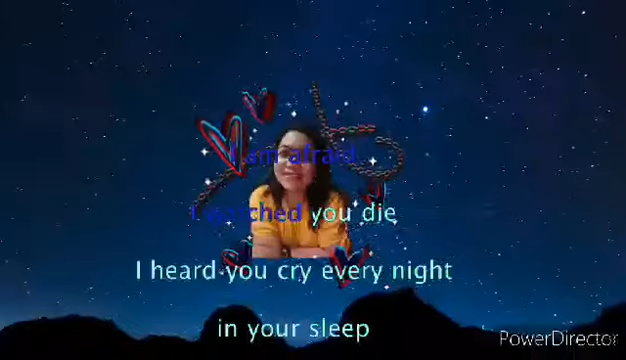 I am afraid
I watched you die
I heard you cry every night
in your sleep
PowerDirector